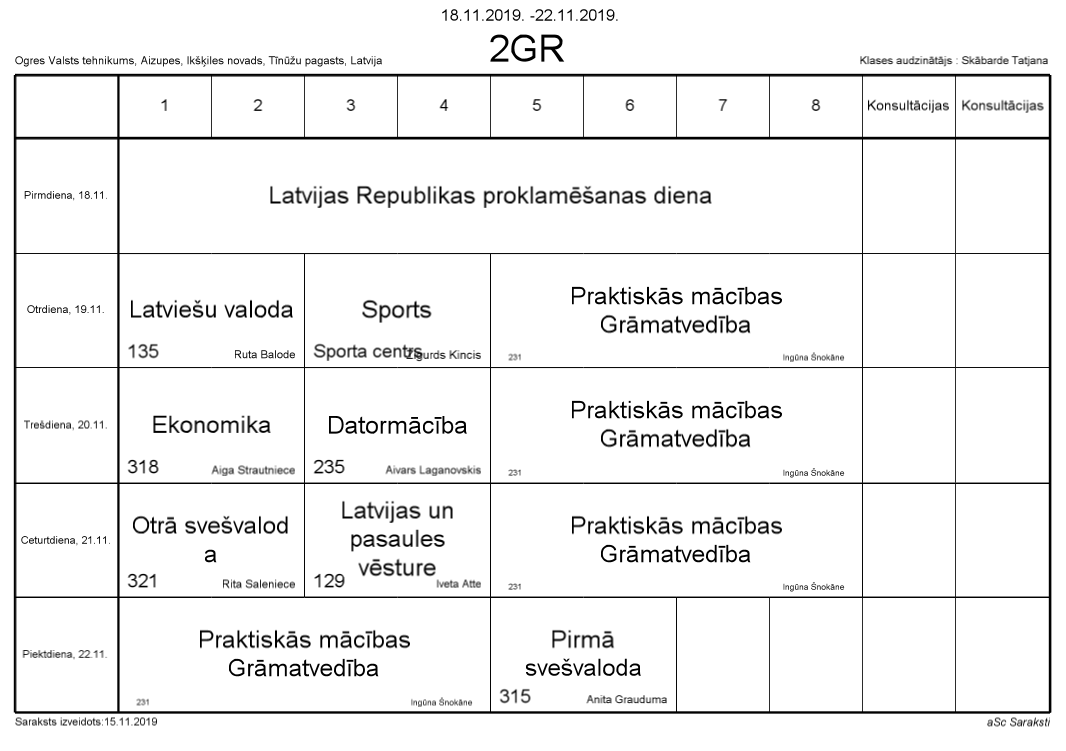 18.11.2019. -22.11.2019.
2GR
Ogres Valsts tehnikums, Aizupes, Ikšķiles novads, Tīnūžu pagasts, Latvija
Klases audzinātājs : Skābarde Tatjana
1 2 3 4 5 6 7 8 Konsultācijas Konsultācijas
Pirmdiena, 18.11.
Latvijas Republikas proklamēšanas diena
Otrdiena, 19.11.
Latviešu valoda
135 Ruta Balode
Sports
Sporta centrs Zigurds Kincis
Praktiskās mācības
Grāmatvedība
231 Ingūna Šnokāne
Trešdiena, 20.11.
Ekonomika
318 Aiga Strautniece
Datormācība
235 Aivars Laganovskis
Praktiskās mācības
Grāmatvedība
231 Ingūna Šnokāne
Ceturtdiena, 21.11.
Otrā svešvalod
a
321 Rita Saleniece
Latvijas un
pasaules
vēsture
129 Iveta Atte
Praktiskās mācības
Grāmatvedība
231 Ingūna Šnokāne
Piektdiena, 22.11.
Praktiskās mācības
Grāmatvedība
231 Ingūna Šnokāne
Pirmā
svešvaloda
315 Anita Grauduma
Saraksts izveidots:15.11.2019
aSc Saraksti